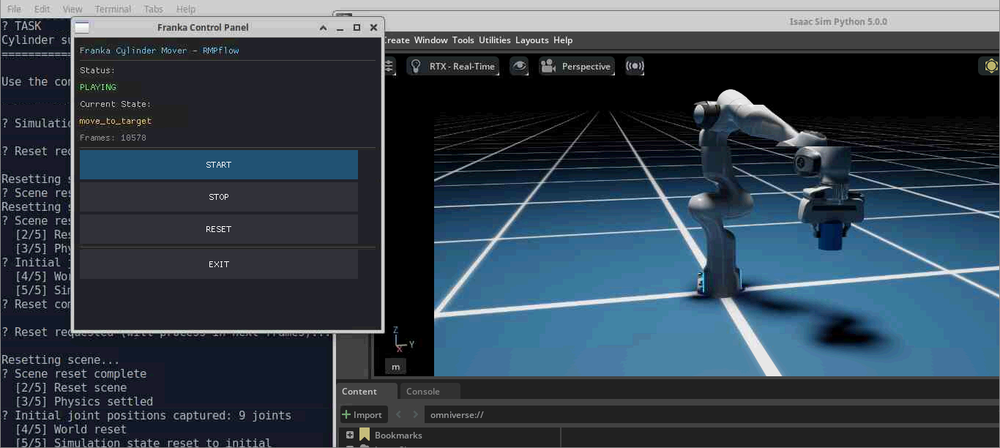 File Edit View Terminal Tabs Help
? TASK
Cylinder su
===========
Use the con
? Simulatio
? Reset req
Resetting s
? Scene res
Resetting s
? Scene res
[2/5] Res
[3/5] Phy
? Initial j
[4/5] Wor
[5/5] Sim
? Reset com
? Reset requested (will process in next frames)...
Resetting scene...
? Scene reset complete
[2/5] Reset scene
[3/5] Physics settled
? Initial joint positions captured: 9 joints
[4/5] World reset
[5/5] Simulation state reset to initial
Franka Control Panel
Franka Cylinder Mover - RMPflow
Status:
PLAYING
Current State:
move_to_target
Frames: 10578
START
STOP
RESET
EXIT
Isaac Sim Python 5.0.0
Create Window Tools Utilities Layouts Help
RTX - Real-Time
Perspective
Z
Y
X
m
Content Console
+ Import omniverse://
Bookmarks